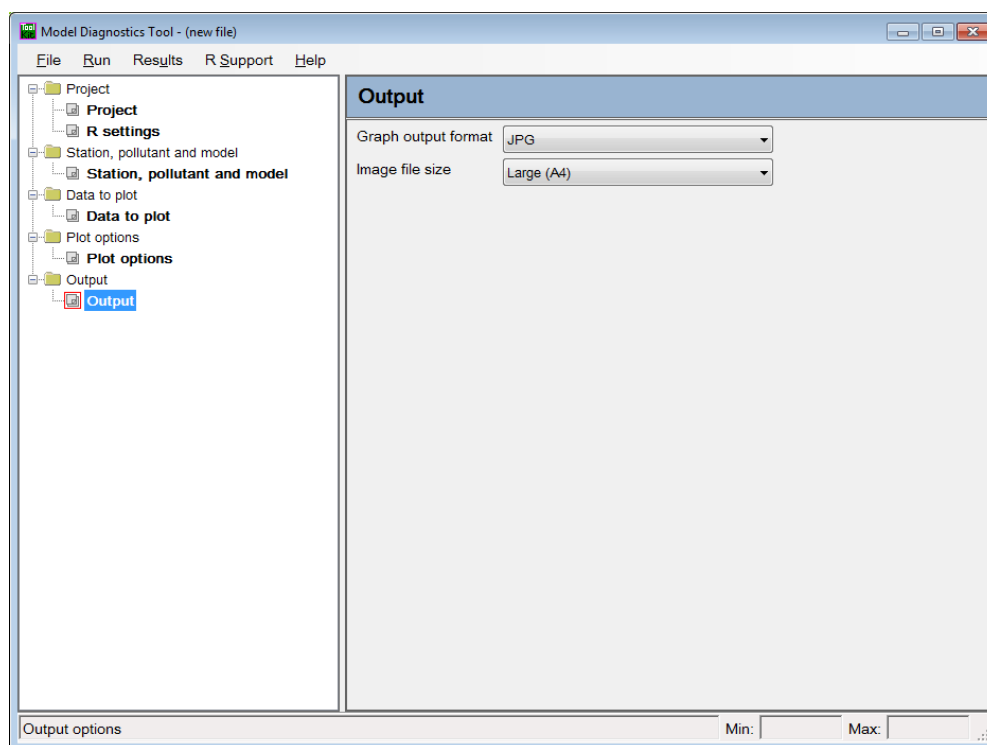 Tool
Kit
Model Diagnostics Tool - (new file)
File Run Results R Support Help
Project
Project
R settings
Station, pollutant and model
Station, pollutant and model
Data to plot
Data to plot
Plot options
Plot options
Output
Output
Output
Graph output format JPG
Image file size Large (A4)
Output options Min: Max: